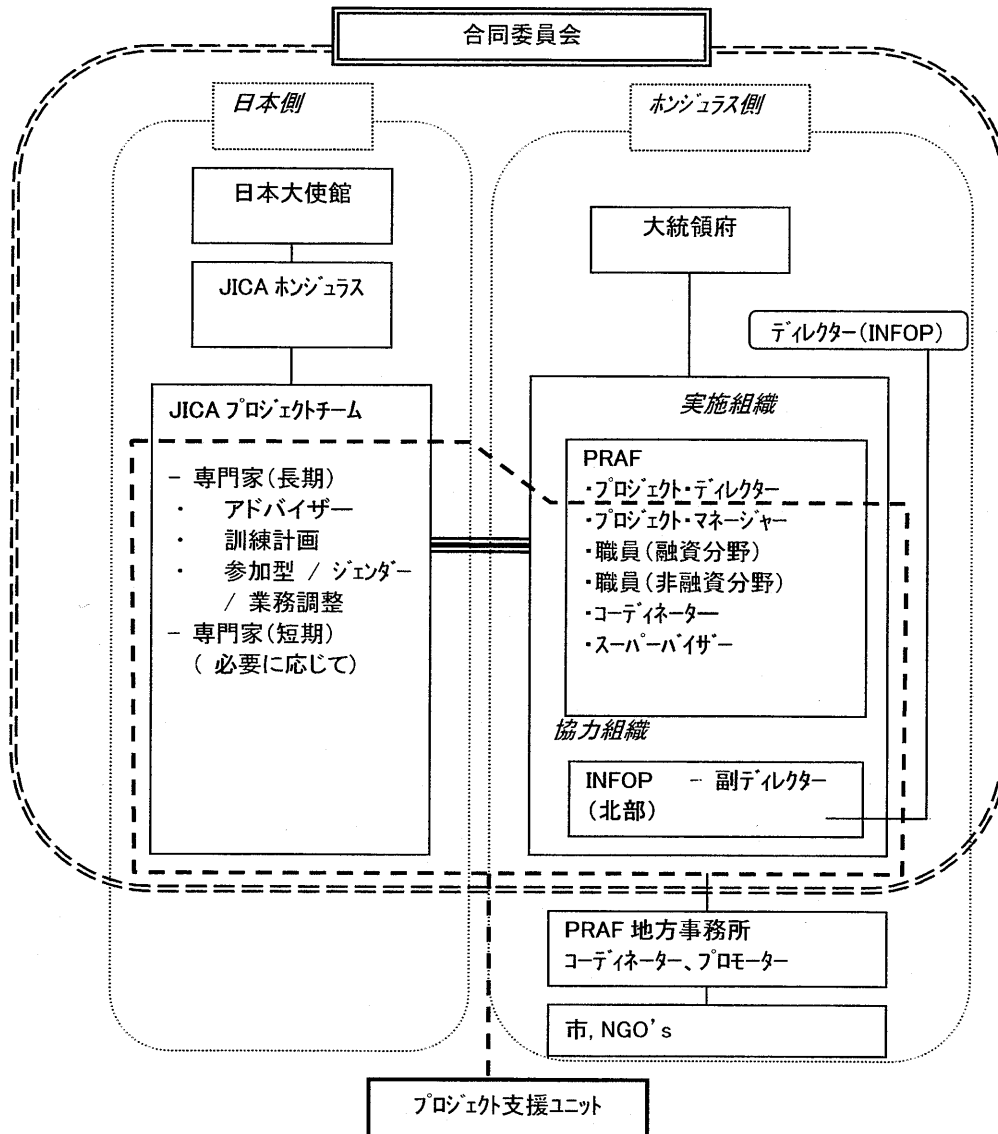 合同委員会
日本側
日本大使館
JICA ホンジュラス
JICA プロジェクトチーム
－ 専門家(長期)
・ アドバイザー
・ 訓練計画
・ 参加型 / ジェンダー
/ 業務調整
－ 専門家(短期)
( 必要に応じて)
ホンジュラス側
大統領府
ディレクター(INFOP)
実施組織
PRAF
・プロジェクト・ディレクター
・プロジェクト・マネージャー
・職員(融資分野)
・職員(非融資分野)
・コーディネーター
・スーパーバイザー
協力組織
INFOP － 副ディレクター
(北部)
PRAF 地方事務所
コーディネーター、プロモーター
市, NGO's
プロジェクト支援ユニット